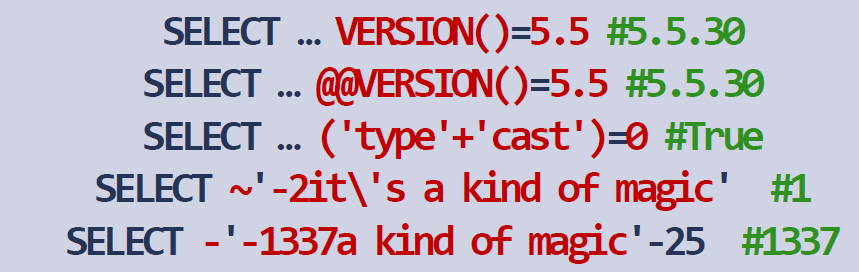 SELECT … VERSION()=5.5 #5.5.30
SELECT … @@VERSION()=5.5 #5.5.30
SELECT … ('type'+'cast')=0 #True
SELECT ~'-2it\'s a kind of magic' #1
SELECT -'-1337a kind of magic'-25 #1337